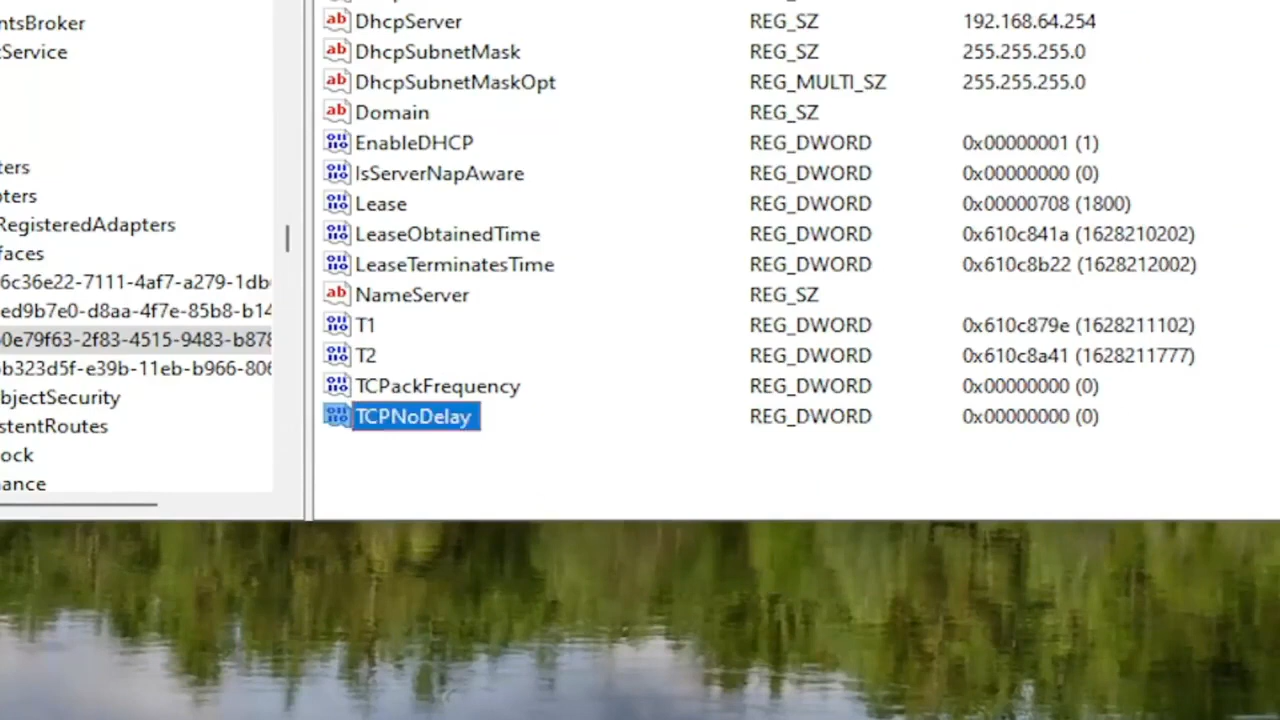 ntsBroker
tService
ters
oters
RegisteredAdapters
faces
6c36e22-7111-4af7-a279-1db
ed9b7e0-d8aa-4f7e-85b8-b14
0e79f63-2f83-4515-9483-b878
b323d5f-e39b-11eb-b966-806
bjectSecurity
stentRoutes
ock
nance
DhcpServer REG_SZ 192.168.64.254
DhcpSubnetMask REG_SZ 255.255.255.0
DhcpSubnetMaskOpt REG_MULTI_SZ 255.255.255.0
Domain REG_SZ
EnableDHCP REG_DWORD 0x00000001 (1)
IsServerNapAware REG_DWORD 0x00000000 (0)
Lease REG_DWORD 0x00000708 (1800)
LeaseObtainedTime REG_DWORD 0x610c841a (1628210202)
LeaseTerminatesTime REG_DWORD 0x610c8b22 (1628212002)
NameServer REG_SZ
T1 REG_DWORD 0x610c879e (1628211102)
T2 REG_DWORD 0x610c8a41 (1628211777)
TCPackFrequency REG_DWORD 0x00000000 (0)
TCPNoDelay REG_DWORD 0x00000000 (0)